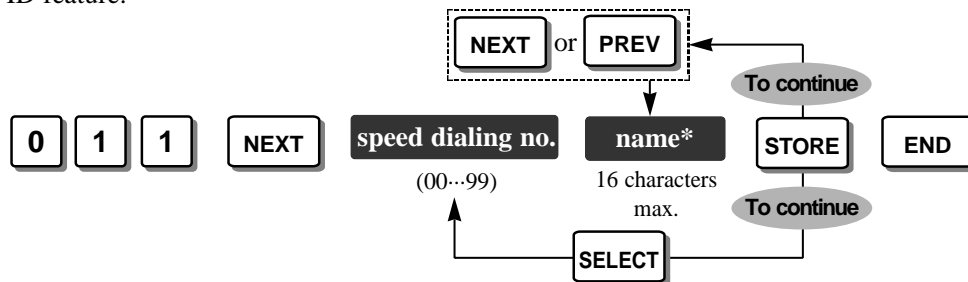 ID feature.
NEXT or PREV
To continue
0 1 1 NEXT speed dialing no. name* STORE END
(00···99) 16 characters
max.
To continue
SELECT